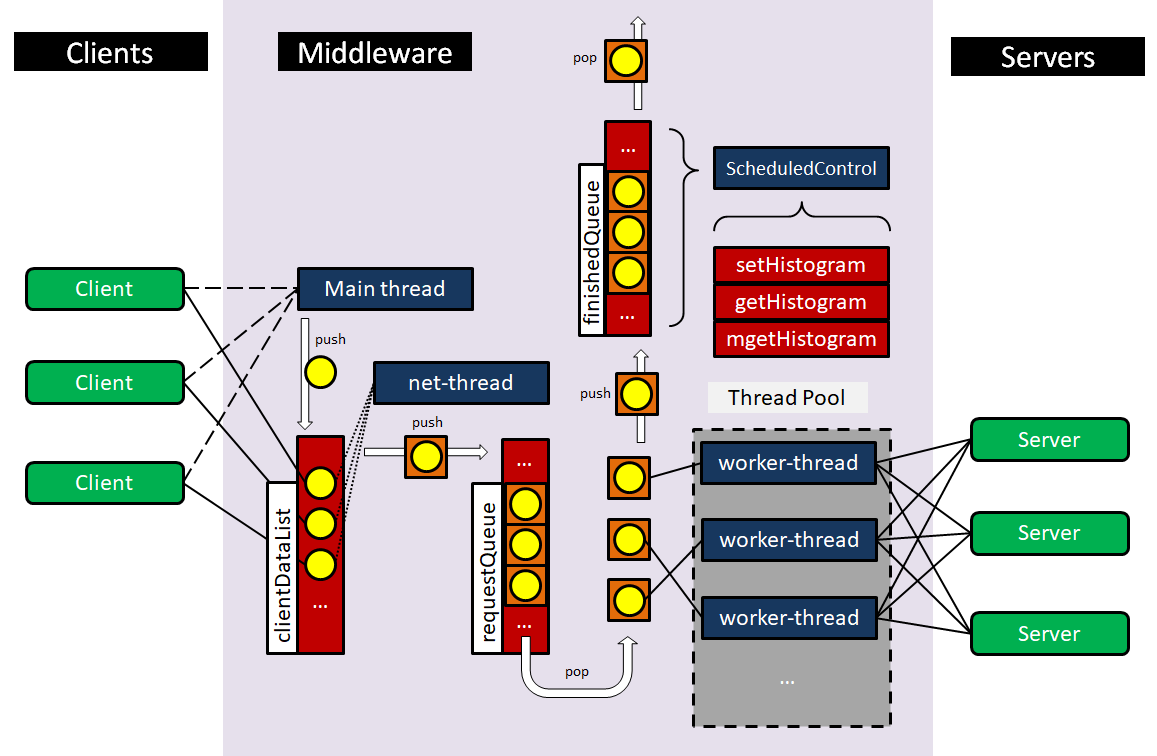 Clients
Middleware
Servers
pop
...
finishedQueue
...
ScheduledControl
setHistogram
getHistogram
mgetHistogram
Client
Client
Client
Main thread
push
net-thread
push
clientDataList
...
...
requestQueue
...
pop
push
Thread Pool
worker-thread
worker-thread
worker-thread
...
Server
Server
Server